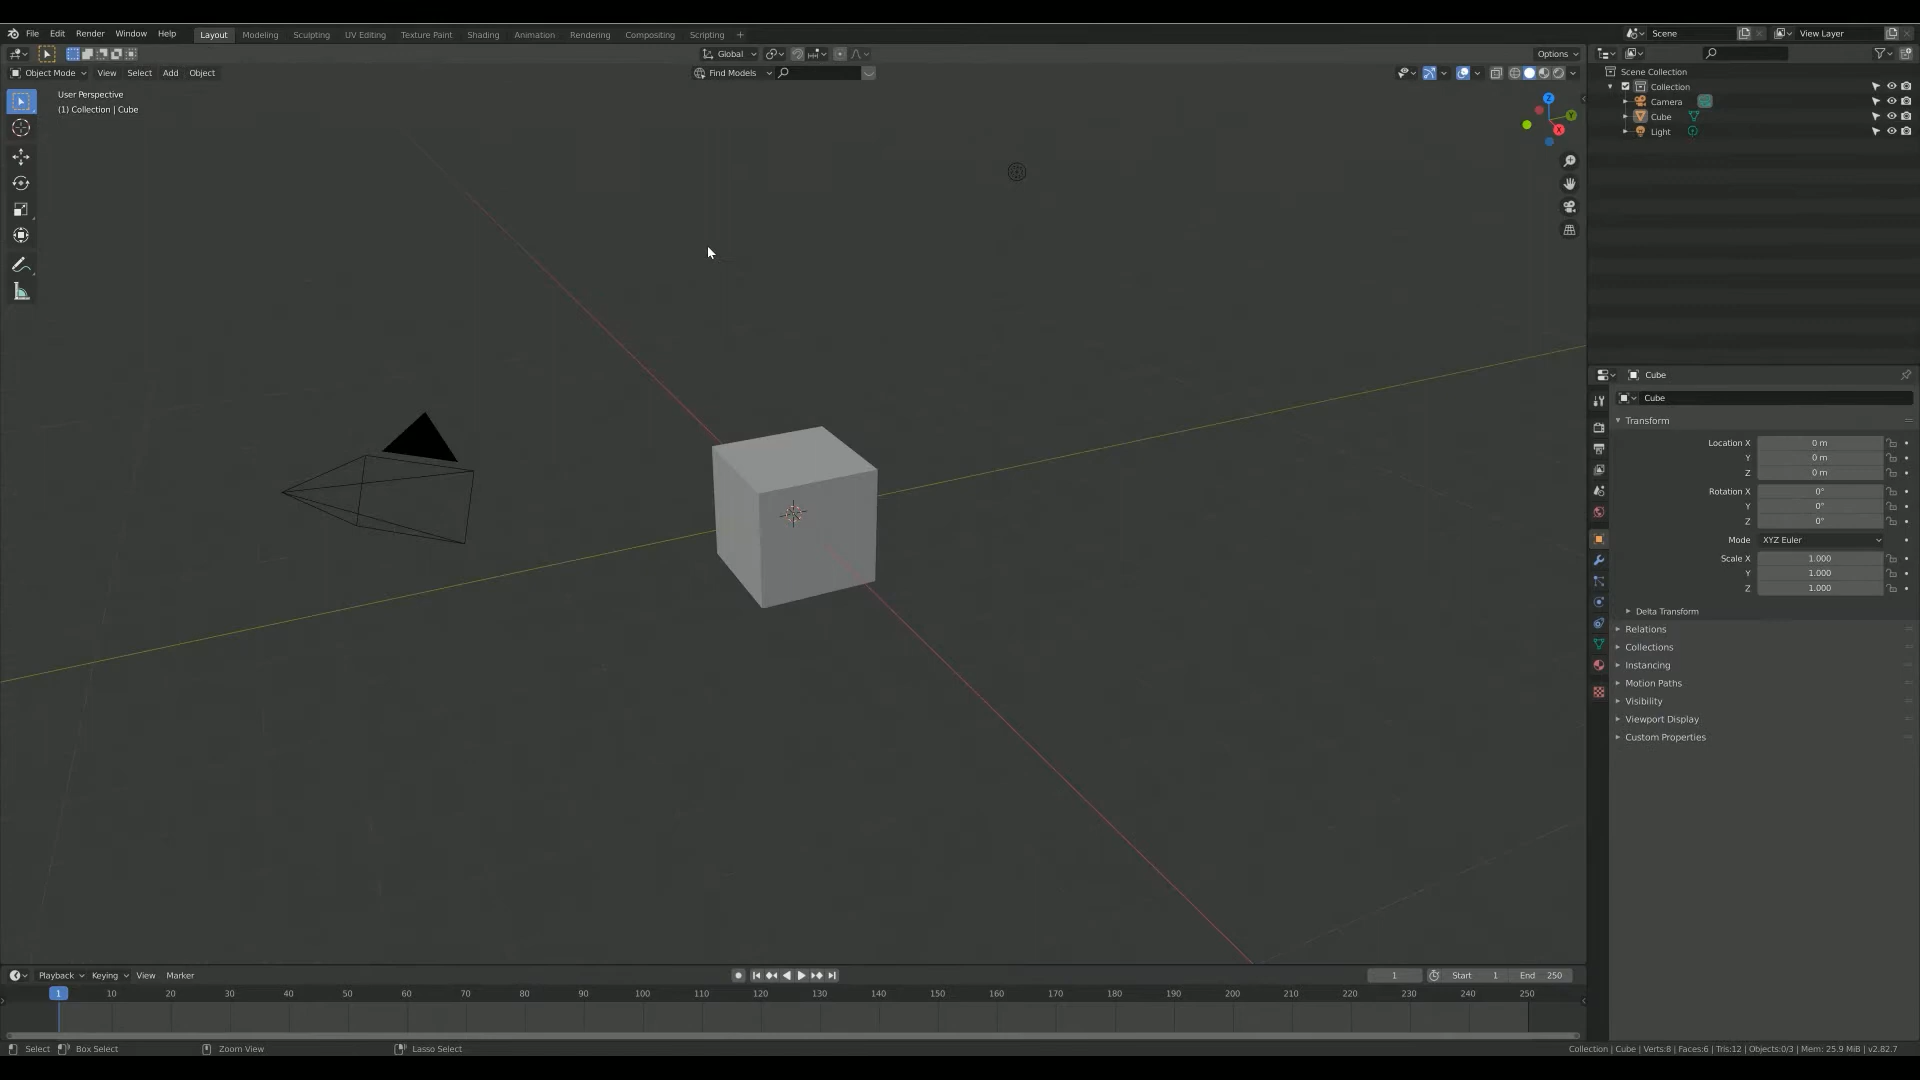 File Edit Render Window Help Layout Modeling Sculpting UV Editing Texture Paint Shading Animation Rendering Compositing Scripting + Scene View Layer
Global Options
Object Mode View Select Add Object Find Models
User Perspective
(1) Collection | Cube
Z
Y
X
Scene Collection
Collection
Camera
Cube
Light
Cube
Cube
Transform
Location X 0 m
Y 0 m
Z 0 m
Rotation X 0°
Y 0°
Z 0°
Mode XYZ Euler
Scale X 1.000
Y 1.000
Z 1.000
Delta Transform
Relations
Collections
Instancing
Motion Paths
Visibility
Viewport Display
Custom Properties
Playback Keying View Marker 1 Start 1 End 250
1 10 20 30 40 50 60 70 80 90 100 110 120 130 140 150 160 170 180 190 200 210 220 230 240 250
Select Box Select Zoom View Lasso Select Collection | Cube | Verts:8 | Faces:6 | Tris:12 | Objects:0/3 | Mem: 25.9 MiB | v2.82.7